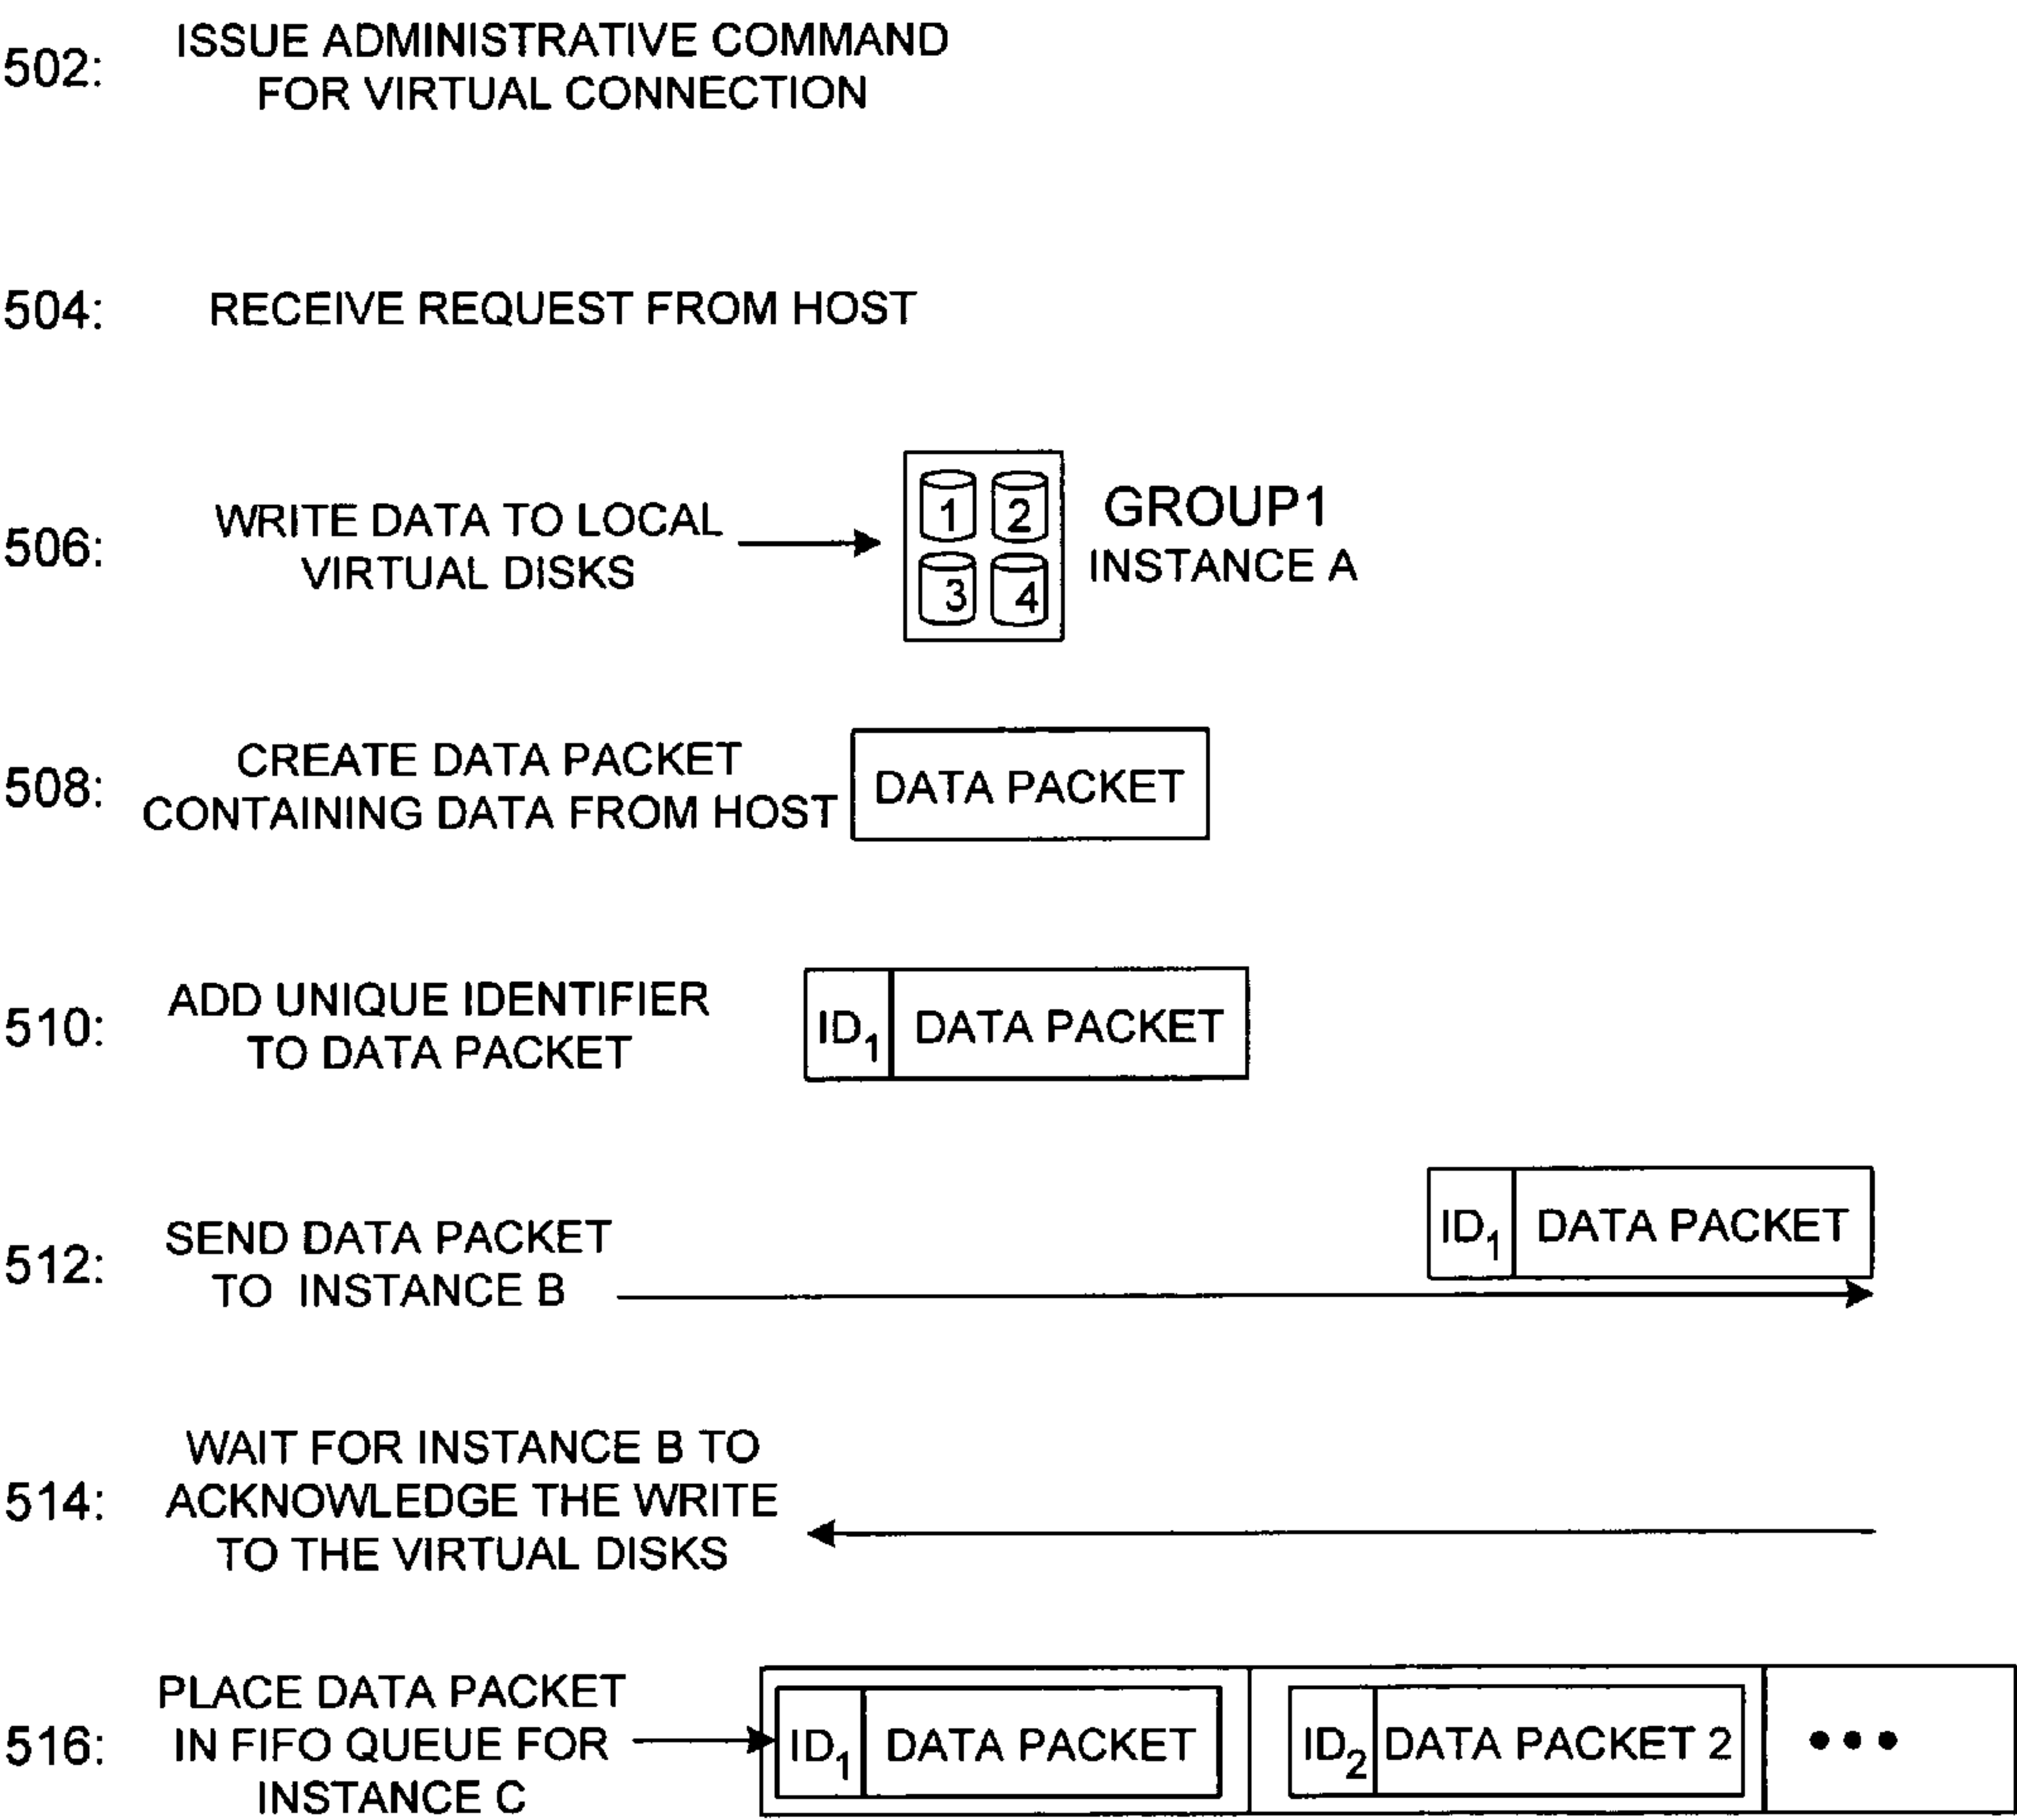 502: ISSUE ADMINISTRATIVE COMMAND
FOR VIRTUAL CONNECTION
504: RECEIVE REQUEST FROM HOST
506: WRITE DATA TO LOCAL
VIRTUAL DISKS
1 2
3 4
GROUP1
INSTANCE A
508: CREATE DATA PACKET
CONTAINING DATA FROM HOST
DATA PACKET
510: ADD UNIQUE IDENTIFIER
TO DATA PACKET
ID1 DATA PACKET
512: SEND DATA PACKET
TO INSTANCE B
ID1 DATA PACKET
514: WAIT FOR INSTANCE B TO
ACKNOWLEDGE THE WRITE
TO THE VIRTUAL DISKS
516: PLACE DATA PACKET
IN FIFO QUEUE FOR
INSTANCE C
ID1 DATA PACKET ID2 DATA PACKET 2 •••